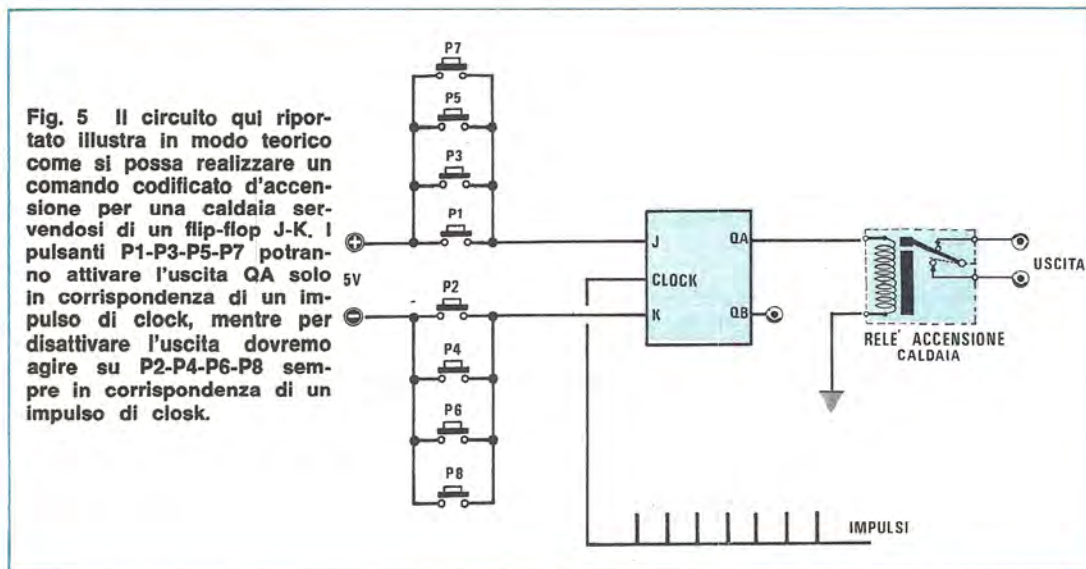 Fig. 5 Il circuito qui ripor-
tato illustra in modo teorico
come si possa realizzare un
comando codificato d'accen-
sione per una caldaia ser-
vendosi di un flip-flop J-K. I
pulsanti P1-P3-P5-P7 potran-
no attivare l'uscita QA solo
in corrispondenza di un im-
pulso di clock, mentre per
disattivare l'uscita dovremo
agire su P2-P4-P6-P8 sem-
pre in corrispondenza di un
impulso di closk.
P7
P5
P3
P1
5V
P2
P4
P6
P8
J
QA
CLOCK
K
QB
USCITA
RELE' ACCENSIONE
CALDAIA
IMPULSI